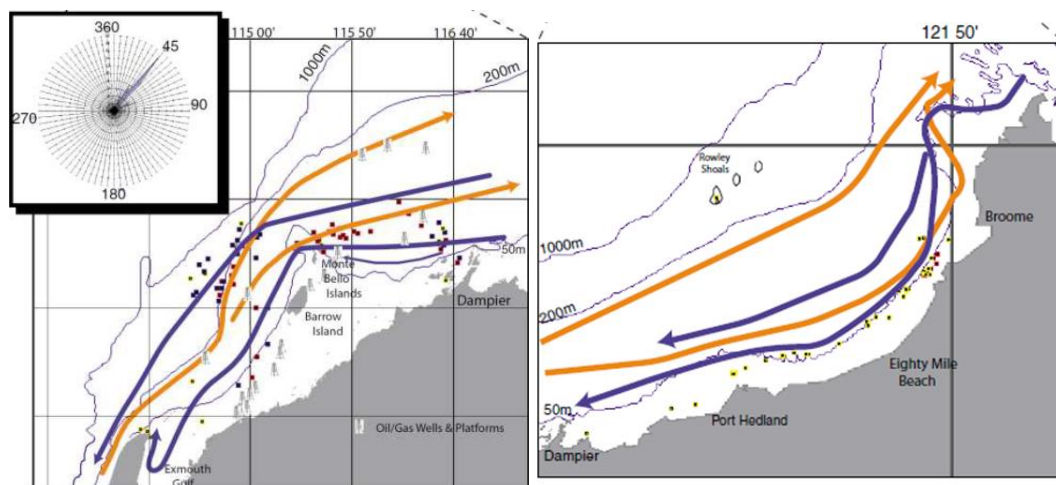 360
45
90
180
270
115 00'
115 50'
116 40'
1000m
200m
50m
Monte
Bello
Islands
Barrow
Island
Dampier
Oil/Gas Wells & Platforms
Exmouth
Golf
121 50'
Rowley
Shoals
Broome
1000m
200m
Eighty Mile
Beach
50m
Port Hedland
Dampier